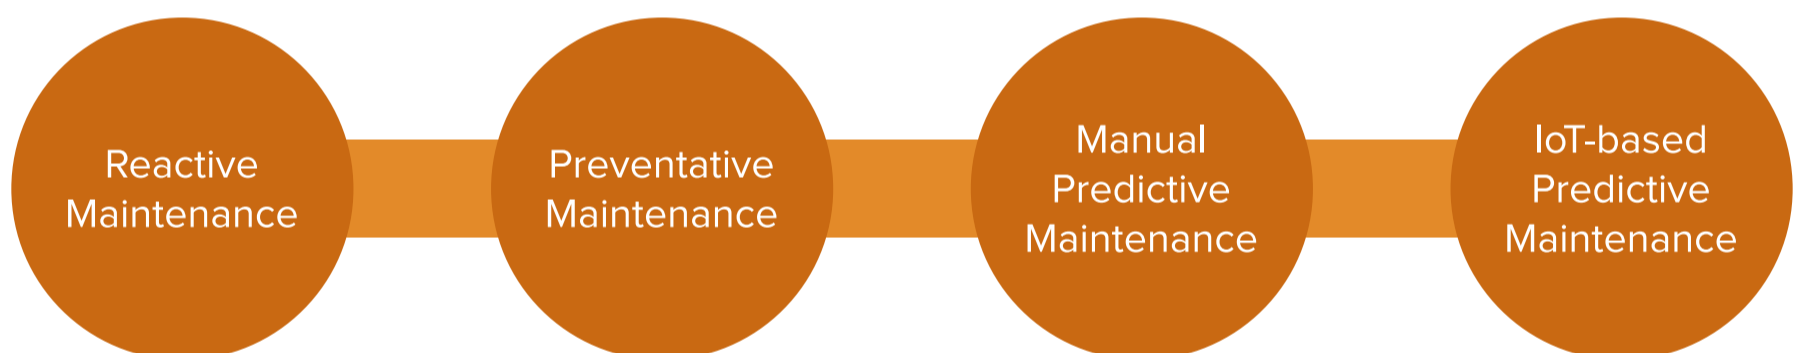 Reactive
Maintenance
Preventative
Maintenance
Manual
Predictive
Maintenance
IoT-based
Predictive
Maintenance